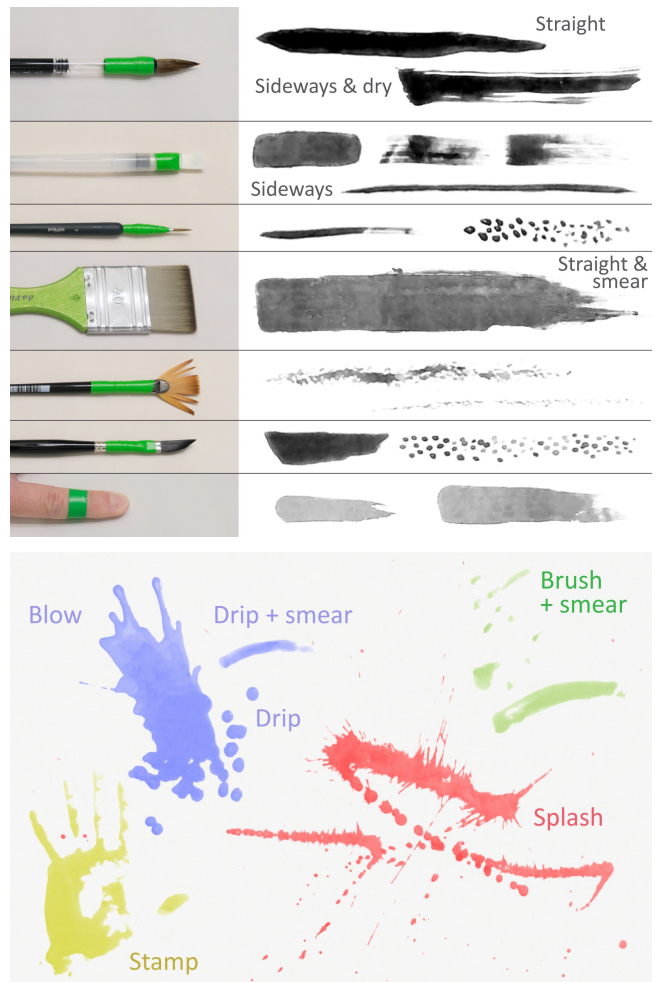 Straight
Sideways & dry
Sideways
Straight &
smear
Blow
Drip + smear
Brush
+ smear
Drip
Splash
Stamp